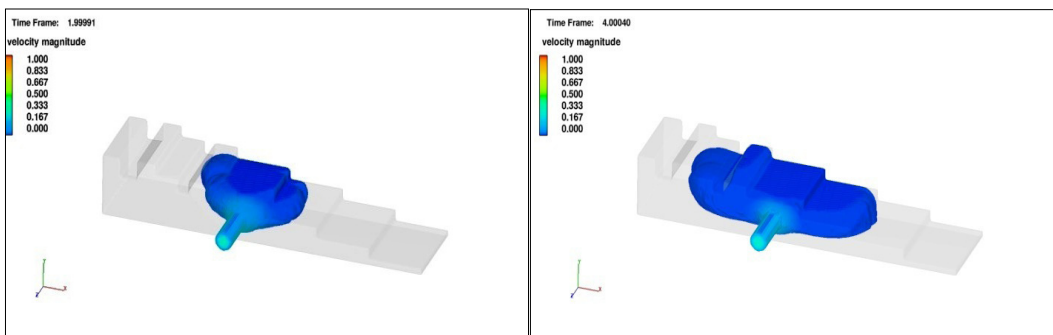 Time Frame: 1.99991
velocity magnitude
1.000
0.833
0.667
0.500
0.333
0.167
0.000
Y
Z
X
Time Frame: 4.00040
velocity magnitude
1.000
0.833
0.667
0.500
0.333
0.167
0.000
Y
Z
X